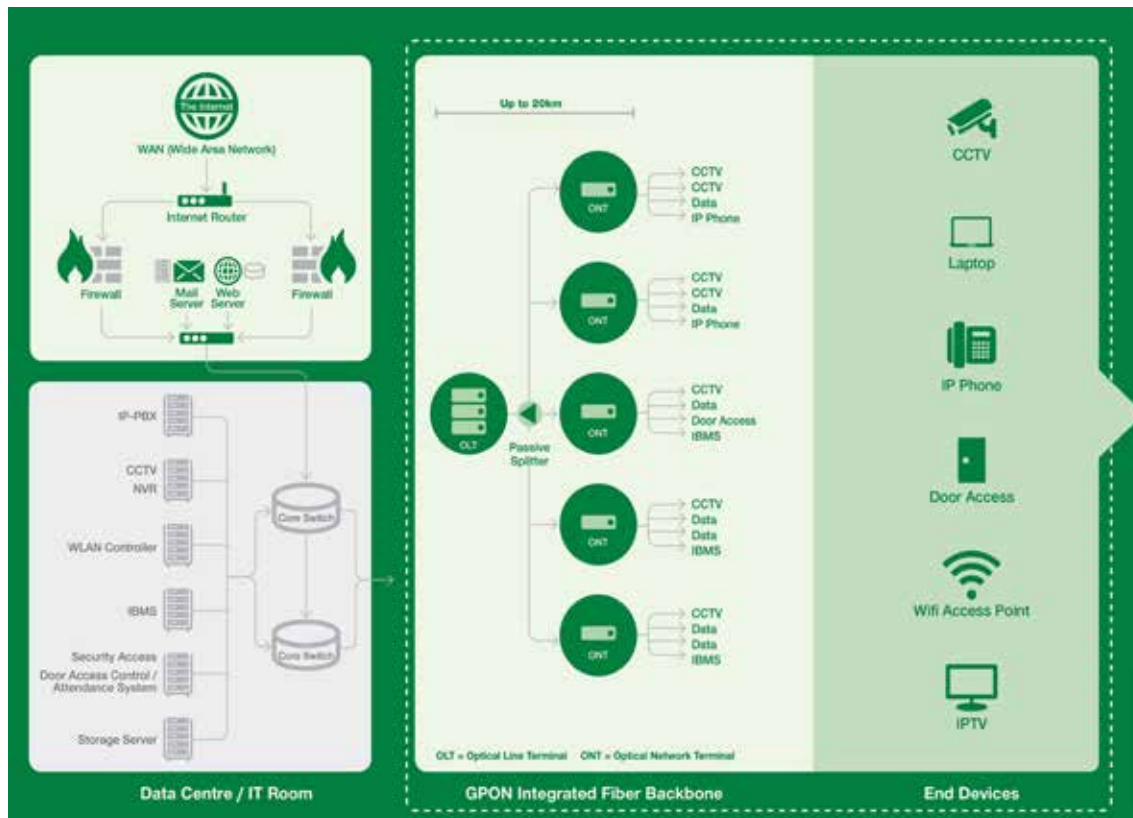 The Internet
WAN (Wide Area Network)
Internet Router
Firewall
Mail
Server
Web
Server
Firewall
IP-PBX
CCTV
NVR
WLAN Controller
IBMS
Security Access
Door Access Control /
Attendance System
Storage Server
Core Switch
Core Switch
Data Centre / IT Room
Up to 20km
OLT
Passive
Splitter
ONT
CCTV
CCTV
Data
IP Phone
ONT
CCTV
CCTV
Data
IP Phone
ONT
CCTV
Data
Door Access
IBMS
ONT
CCTV
Data
Data
IBMS
ONT
CCTV
Data
Data
IBMS
OLT = Optical Line Terminal ONT = Optical Network Terminal
GPON Integrated Fiber Backbone
CCTV
Laptop
IP Phone
Door Access
Wifi Access Point
IPTV
End Devices